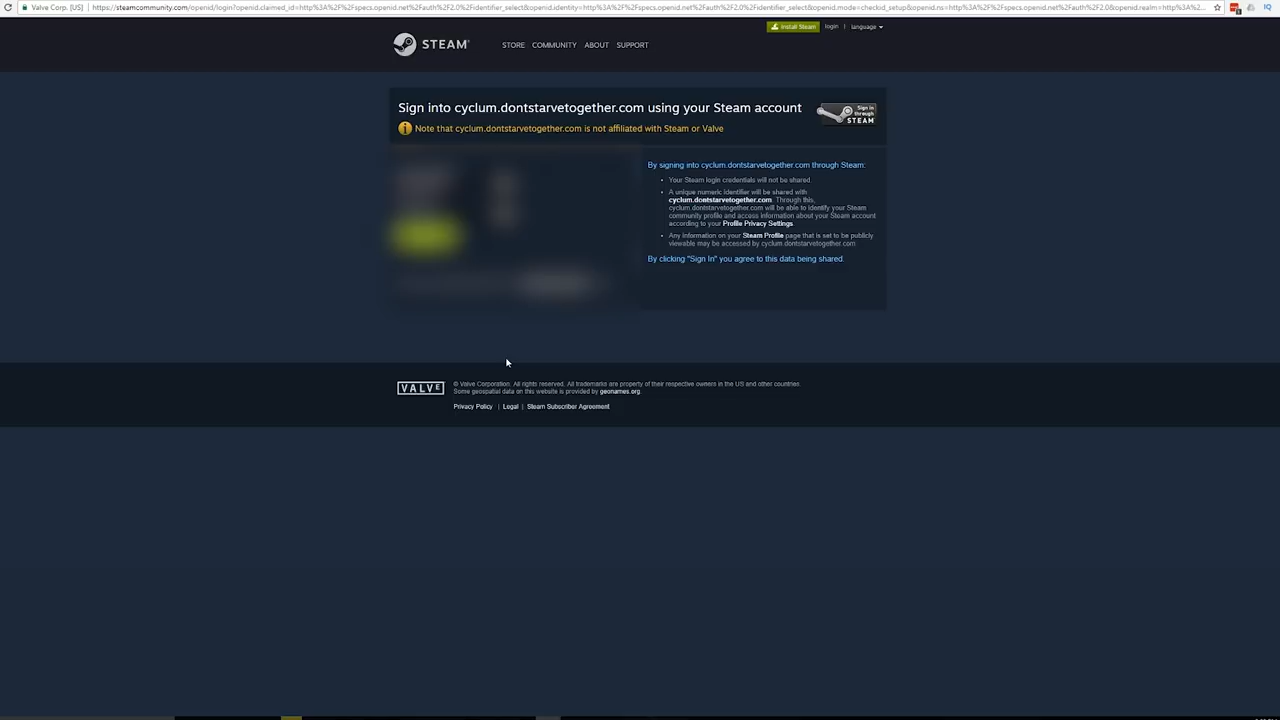 Valve Corp. [US] | https://steamcommunity.com/openid/login?openid.claimed_id=http%3A%2F%2Fspecs.openid.net%2Fauth%2F2.0%2Fidentifier_select&openid.identity=http%3A%2F%2Fspecs.openid.net%2Fauth%2F2.0%2Fidentifier_select&openid.mode=checkid_setup&openid.ns=http%3A%2F%2Fspecs.openid.net%2Fauth%2F2.0&openid.realm=http%3A%2...
Install Steam login | language
STEAM STORE COMMUNITY ABOUT SUPPORT
Sign into cyclum.dontstarvetogether.com using your Steam account
Sign in through STEAM
Note that cyclum.dontstarvetogether.com is not affiliated with Steam or Valve
By signing into cyclum.dontstarvetogether.com through Steam:
• Your Steam login credentials will not be shared.
• A unique numeric identifier will be shared with
cyclum.dontstarvetogether.com. Through this,
cyclum.dontstarvetogether.com will be able to identify your Steam
community profile and access information about your Steam account
according to your Profile Privacy Settings.
• Any information on your Steam Profile page that is set to be publicly
viewable may be accessed by cyclum.dontstarvetogether.com
By clicking "Sign In" you agree to this data being shared.
VALVE
© Valve Corporation. All rights reserved. All trademarks are property of their respective owners in the US and other countries.
Some geospatial data on this website is provided by geonames.org.
Privacy Policy | Legal | Steam Subscriber Agreement